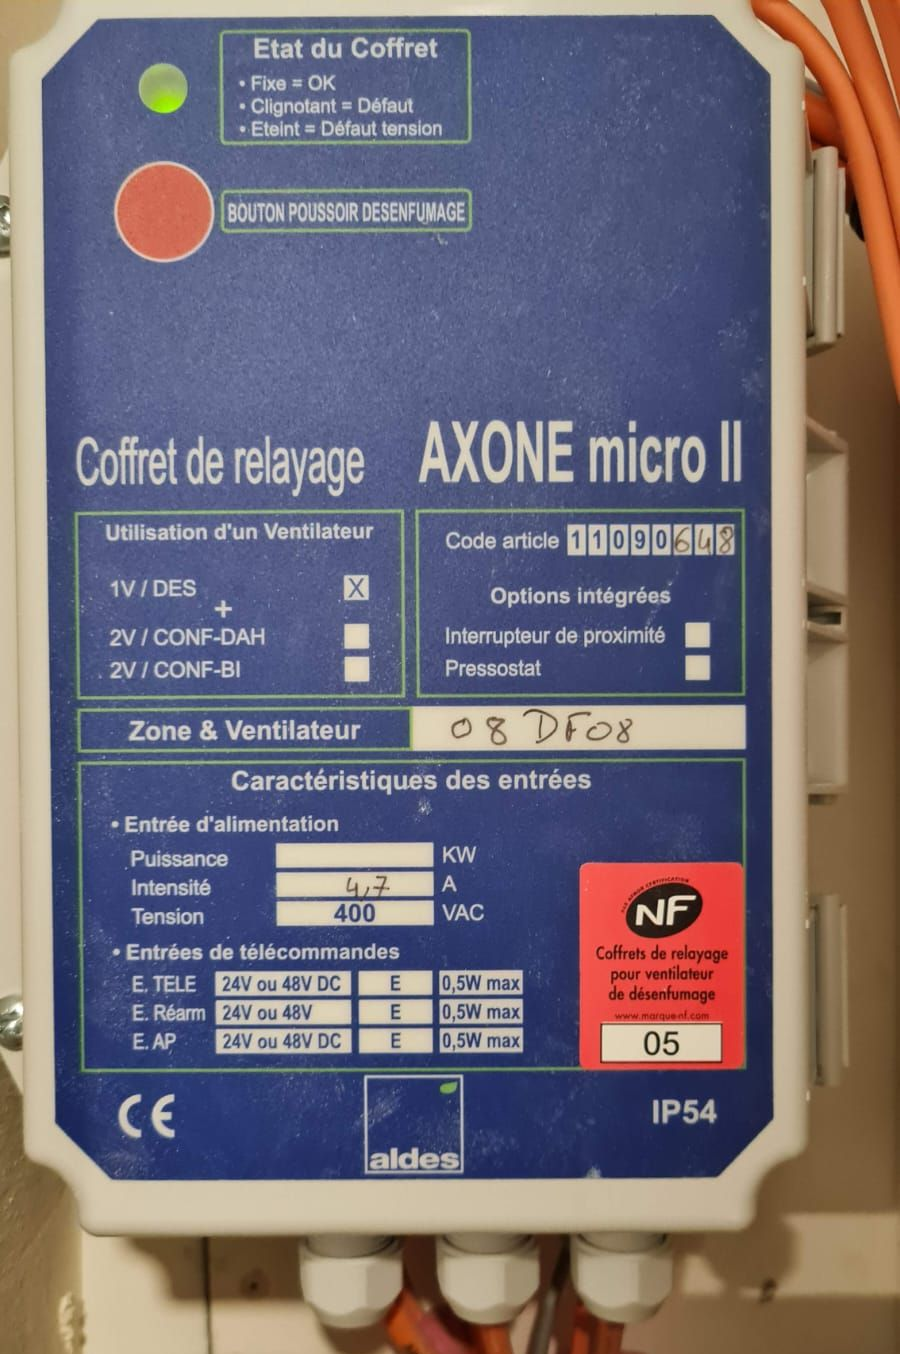 Etat du Coffret
• Fixe = OK
• Clignotant = Défaut
• Eteint = Défaut tension
BOUTON POUSSOIR DESENFUMAGE
Coffret de relayage
AXONE micro II
Utilisation d'un Ventilateur
1V / DES X
+
2V / CONF-DAH
2V / CONF-BI
Code article 11090648
Options intégrées
Interrupteur de proximité
Pressostat
Zone & Ventilateur 08 DF08
Caractéristiques des entrées
• Entrée d'alimentation
Puissance KW
Intensité 4,7 A
Tension 400 VAC
• Entrées de télécommandes
E. TELE 24V ou 48V DC E 0,5W max
E. Réarm 24V ou 48V E 0,5W max
E. AP 24V ou 48V DC E 0,5W max
PAR AFNOR CERTIFICATION
NF
Coffrets de relayage
pour ventilateur
de désenfumage
www.marque-nf.com
05
CE
aldes
IP54